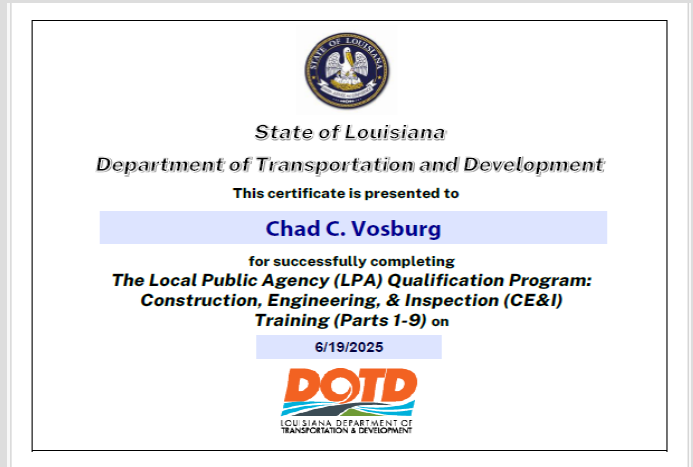 STATE OF LOUISIANA
State of Louisiana
Department of Transportation and Development
This certificate is presented to
Chad C. Vosburg
for successfully completing
The Local Public Agency (LPA) Qualification Program:
Construction, Engineering, & Inspection (CE&I)
Training (Parts 1-9) on
6/19/2025
DOTD
LOUISIANA DEPARTMENT OF
TRANSPORTATION & DEVELOPMENT